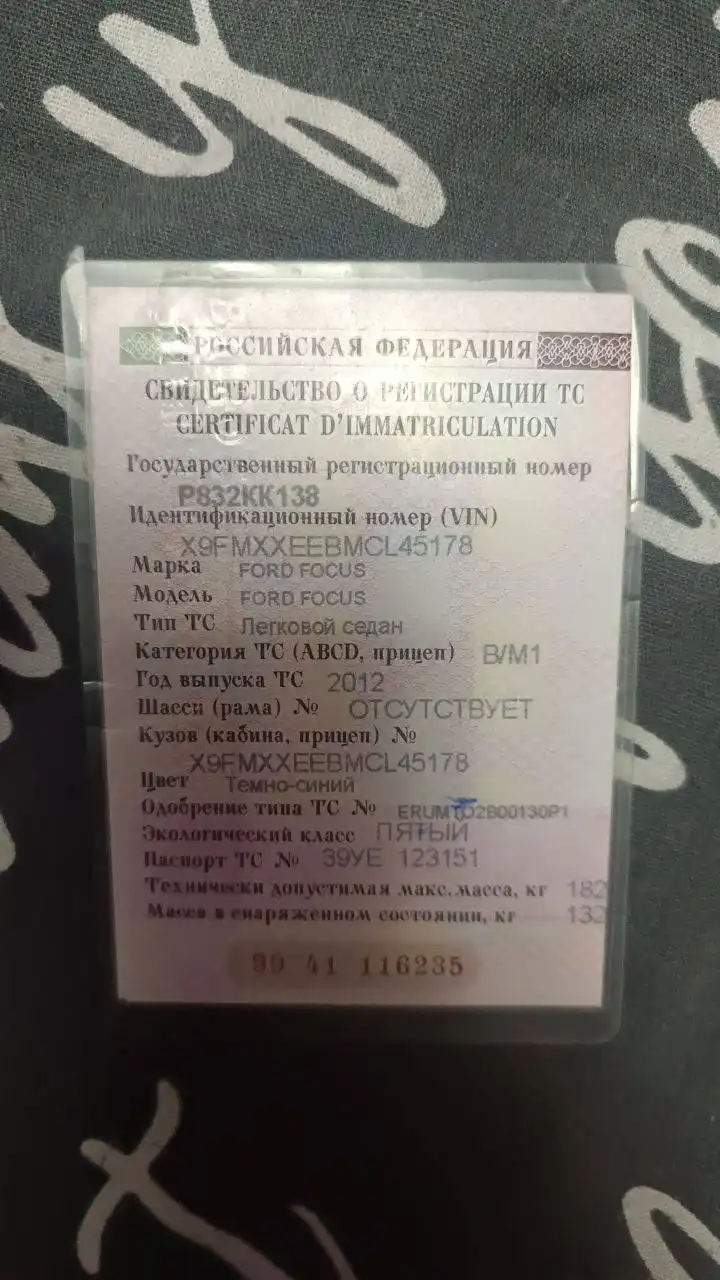 РОССИЙСКАЯ ФЕДЕРАЦИЯ
СВИДЕТЕЛЬСТВО О РЕГИСТРАЦИИ ТС
CERTIFICAT D'IMMATRICULATION
Государственный регистрационный номер
Р832КК138
Идентификационный номер (VIN)
X9FMXXEEBMCL45178
Марка FORD FOCUS
Модель FORD FOCUS
Тип ТС Легковой седан
Категория ТС (ABCD, прицеп) B/M1
Год выпуска ТС 2012
Шасси (рама) № ОТСУТСТВУЕТ
Кузов (кабина, прицеп) №
X9FMXXEEBMCL45178
Цвет Темно-синий
Одобрение типа ТС № ERUMTO2B00130P1
Экологический класс ПЯТЫЙ
Паспорт ТС № 39УЕ 123151
Технически допустимая макс.масса, кг 182
Масса в снаряженном состоянии, кг 132
99 41 116235